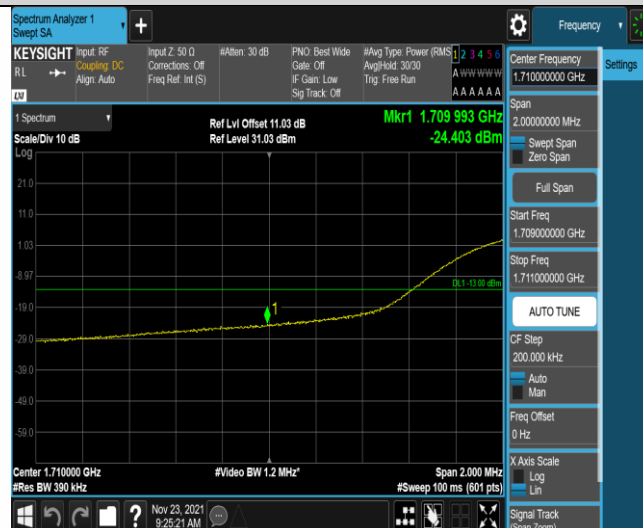 Spectrum Analyzer 1
Swept SA
+
Frequency
KEYSIGHT
RL
LXI
Input: RF
Coupling: DC
Align: Auto
Input Z: 50 Ω
Corrections: Off
Freq Ref: Int (S)
#Atten: 30 dB
PNO: Best Wide
Gate: Off
IF Gain: Low
Sig Track: Off
#Avg Type: Power (RMS
Avg|Hold: 30/30
Trig: Free Run
1 2 3 4 5 6
A WWWWW
A A A A A A
Center Frequency
1.710000000 GHz
Settings
Span
2.00000000 MHz
Swept Span
Zero Span
Full Span
Start Freq
1.709000000 GHz
Stop Freq
1.711000000 GHz
AUTO TUNE
CF Step
200.000 kHz
Auto
Man
Freq Offset
0 Hz
X Axis Scale
Log
Lin
Signal Track
(Span Zoom)
1 Spectrum
Scale/Div 10 dB
Log
Ref Lvl Offset 11.03 dB
Ref Level 31.03 dBm
Mkr1 1.709 993 GHz
-24.403 dBm
21.0
11.0
1.03
-8.97
DL1 -13.00 dBm
-19.0
1
-29.0
-39.0
-49.0
-59.0
Center 1.710000 GHz
#Res BW 390 kHz
#Video BW 1.2 MHz*
Span 2.000 MHz
#Sweep 100 ms (601 pts)
?
Nov 23, 2021
9:25:21 AM